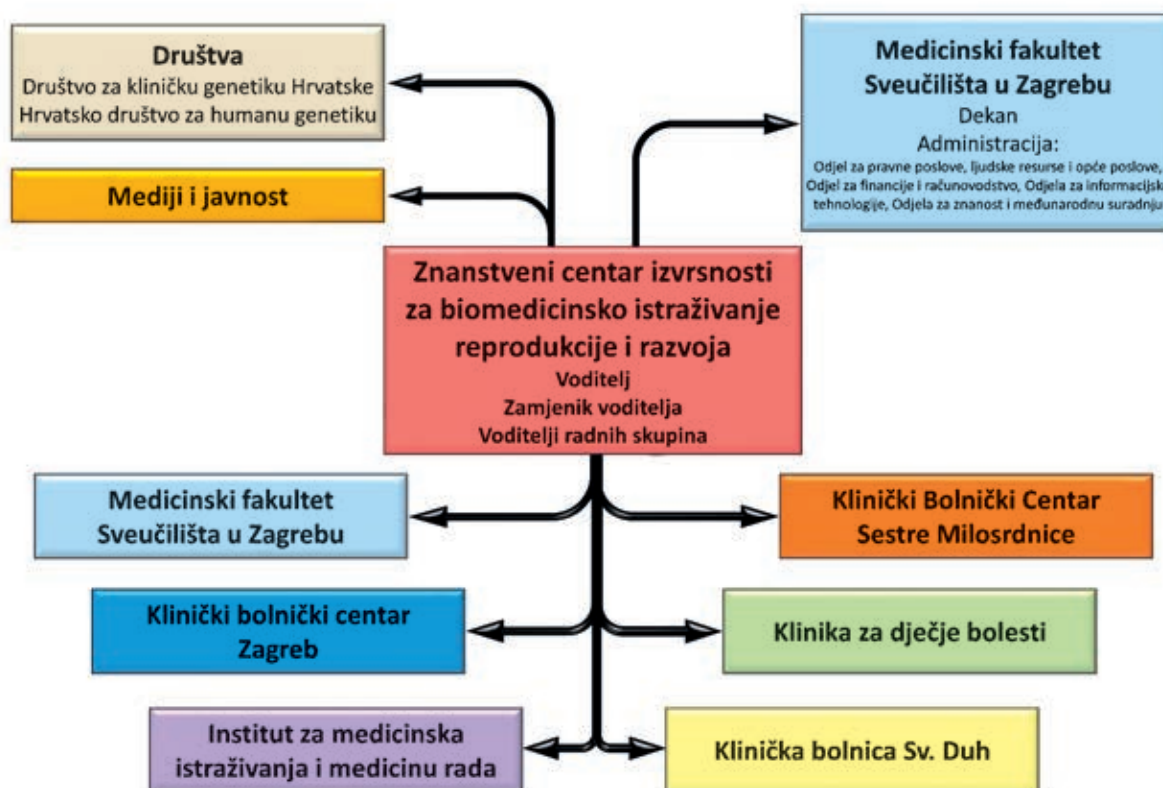 Društva
Društvo za kliničku genetiku Hrvatske
Hrvatsko društvo za humanu genetiku
Mediji i javnost
Medicinski fakultet
Sveučilišta u Zagrebu
Dekan
Administracija:
Odjel za pravne poslove, ljudske resurse i opće poslove,
Odjel za financije i računovodstvo, Odjela za informacijske
tehnologije, Odjela za znanost i međunarodnu suradnju
Znanstveni centar izvrsnosti
za biomedicinsko istraživanje
reprodukcije i razvoja
Voditelj
Zamjenik voditelja
Voditelji radnih skupina
Medicinski fakultet
Sveučilišta u Zagrebu
Klinički Bolnički Centar
Sestre Milosrdnice
Klinički bolnički centar
Zagreb
Klinika za dječje bolesti
Institut za medicinska
istraživanja i medicinu rada
Klinička bolnica Sv. Duh